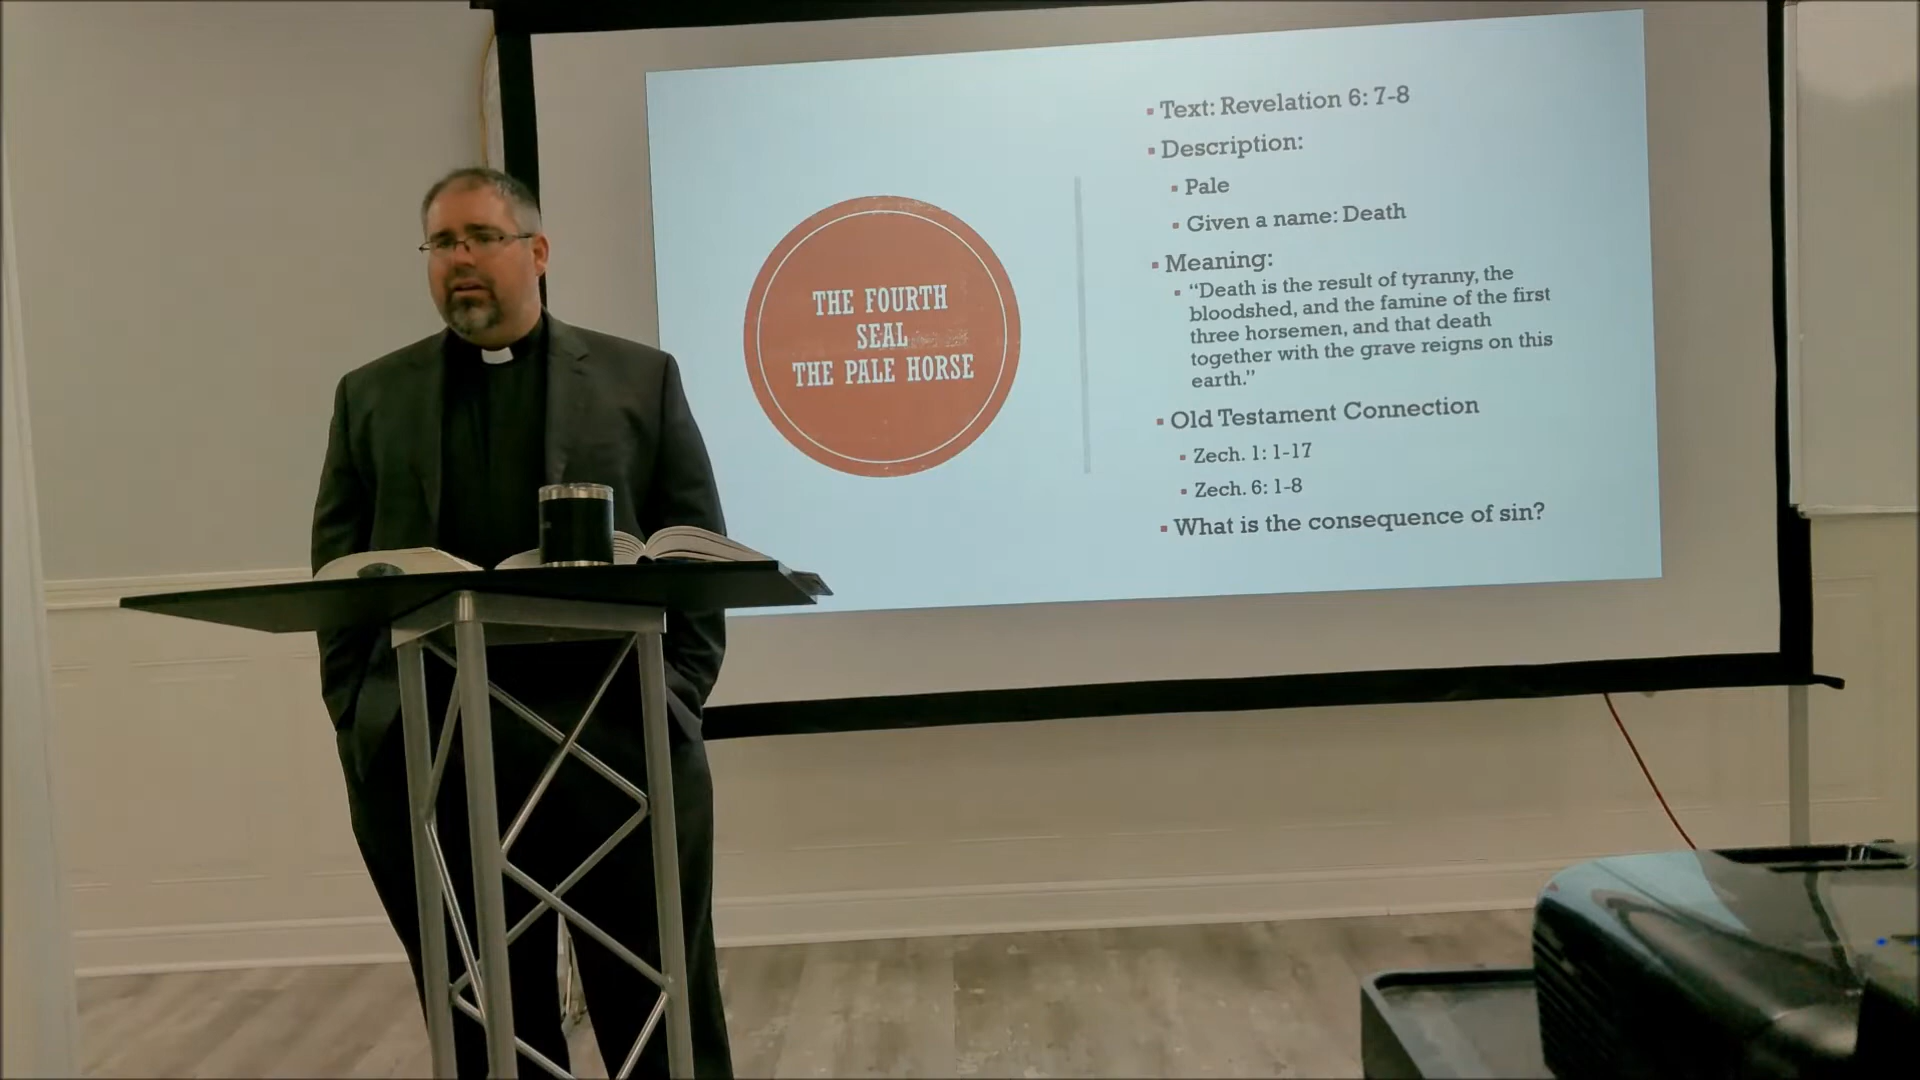 THE FOURTH
SEAL
THE PALE HORSE
Text: Revelation 6: 7-8
Description:
Pale
Given a name: Death
Meaning:
“Death is the result of tyranny, the
bloodshed, and the famine of the first
three horsemen, and that death
together with the grave reigns on this
earth.”
Old Testament Connection
Zech. 1: 1-17
Zech. 6: 1-8
What is the consequence of sin?